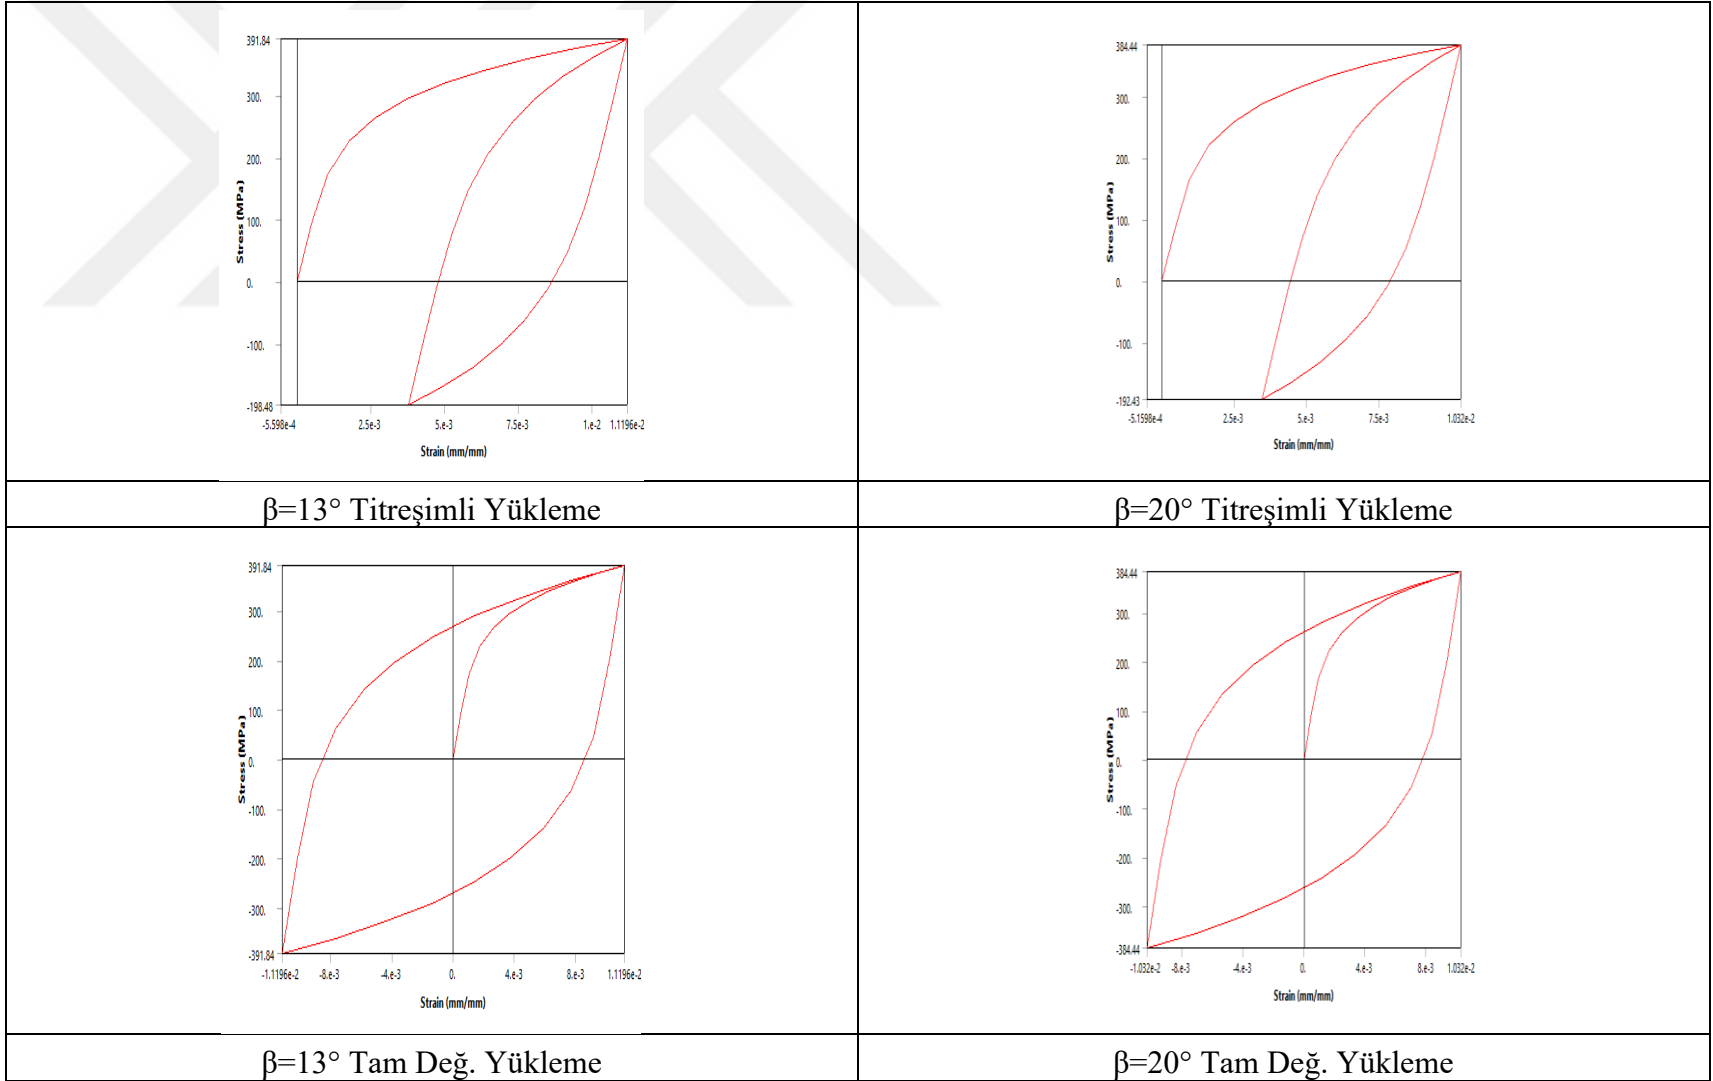 391.84
300.
200.
100.
0.
-100.
-198.48
Stress (MPa)
-5.598e-4 2.5e-3 5.e-3 7.5e-3 1.e-2 1.1196e-2
Strain (mm/mm)
384.44
300.
200.
100.
0.
-100.
-192.43
Stress (MPa)
-5.1598e-4 2.5e-3 5.e-3 7.5e-3 1.032e-2
Strain (mm/mm)
β=13° Titreşimli Yükleme
β=20° Titreşimli Yükleme
391.84
300.
200.
100.
0.
-100.
-200.
-300.
-391.84
Stress (MPa)
-1.1196e-2 -8.e-3 -4.e-3 0. 4.e-3 8.e-3 1.1196e-2
Strain (mm/mm)
384.44
300.
200.
100.
0.
-100.
-200.
-300.
-384.44
Stress (MPa)
-1.032e-2 -8.e-3 -4.e-3 0. 4.e-3 8.e-3 1.032e-2
Strain (mm/mm)
β=13° Tam Değ. Yükleme
β=20° Tam Değ. Yükleme